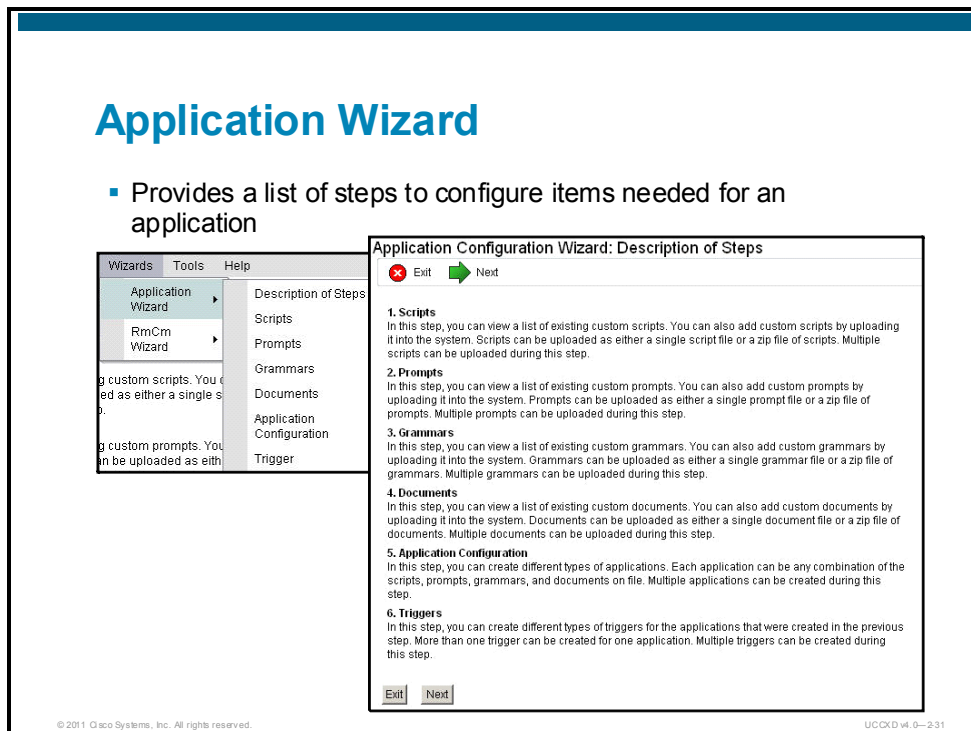 Application Wizard
Provides a list of steps to configure items needed for an
application
Wizards Tools Help
Application
Wizard
RmCm
Wizard
Description of Steps
Scripts
Prompts
Grammars
Documents
Application
Configuration
Trigger
g custom scripts. You
ed as either a single s
g custom prompts. You
an be uploaded as eith
Application Configuration Wizard: Description of Steps
Exit Next
1. Scripts
In this step, you can view a list of existing custom scripts. You can also add custom scripts by uploading
it into the system. Scripts can be uploaded as either a single script file or a zip file of scripts. Multiple
scripts can be uploaded during this step.
2. Prompts
In this step, you can view a list of existing custom prompts. You can also add custom prompts by
uploading it into the system. Prompts can be uploaded as either a single prompt file or a zip file of
prompts. Multiple prompts can be uploaded during this step.
3. Grammars
In this step, you can view a list of existing custom grammars. You can also add custom grammars by
uploading it into the system. Grammars can be uploaded as either a single grammar file or a zip file of
grammars. Multiple grammars can be uploaded during this step.
4. Documents
In this step, you can view a list of existing custom documents. You can also add custom documents by
uploading it into the system. Documents can be uploaded as either a single document file or a zip file of
documents. Multiple documents can be uploaded during this step.
5. Application Configuration
In this step, you can create different types of applications. Each application can be any combination of the
scripts, prompts, grammars, and documents on file. Multiple applications can be created during this
step.
6. Triggers
In this step, you can create different types of triggers for the applications that were created in the previous
step. More than one trigger can be created for one application. Multiple triggers can be created during
this step.
Exit Next
© 2011 Cisco Systems, Inc. All rights reserved.
UCCXD v4.0—2-31